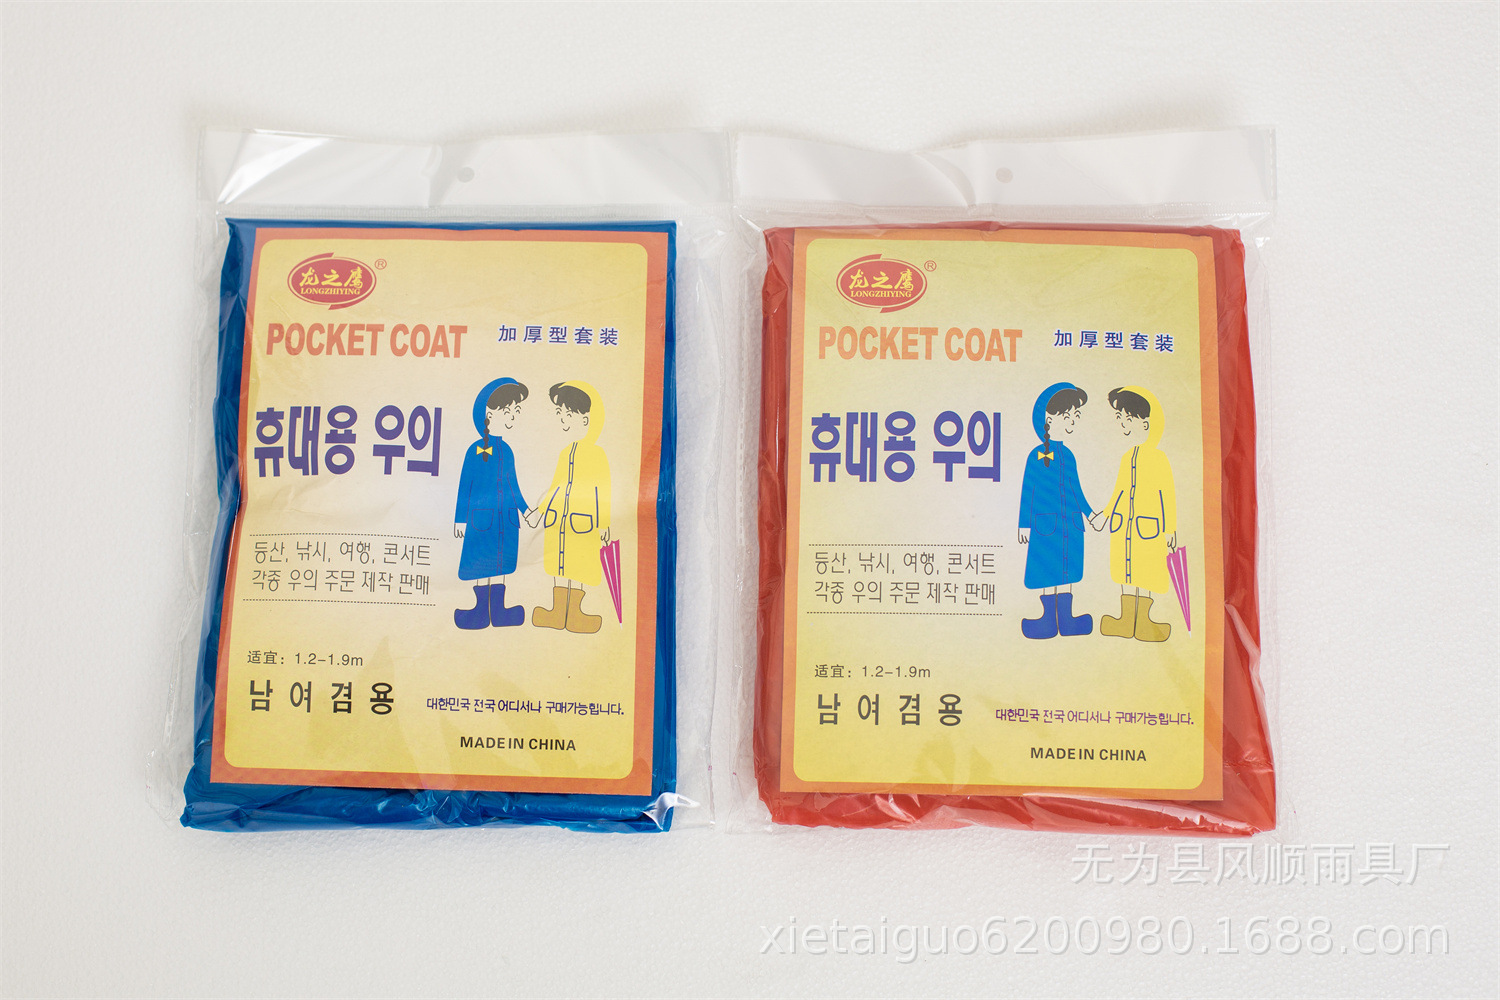 龙之鹰®
LONGZHIYING
POCKET COAT 加厚型套装
휴대용 우의
등산, 낚시, 여행, 콘서트
각종 우의 주문 제작 판매
适宜: 1.2-1.9m
남 여 겸 용
대한민국 전국 어디서나 구매가능합니다.
MADE IN CHINA
龙之鹰®
LONGZHIYING
POCKET COAT 加厚型套装
휴대용 우의
등산, 낚시, 여행, 콘서트
각종 우의 주문 제작 판매
适宜: 1.2-1.9m
남 여 겸 용
대한민국 전국 어디서나 구매가능힙니다.
MADE IN CHINA
无为县风顺雨具厂
xietaiguo6200980.1688.com